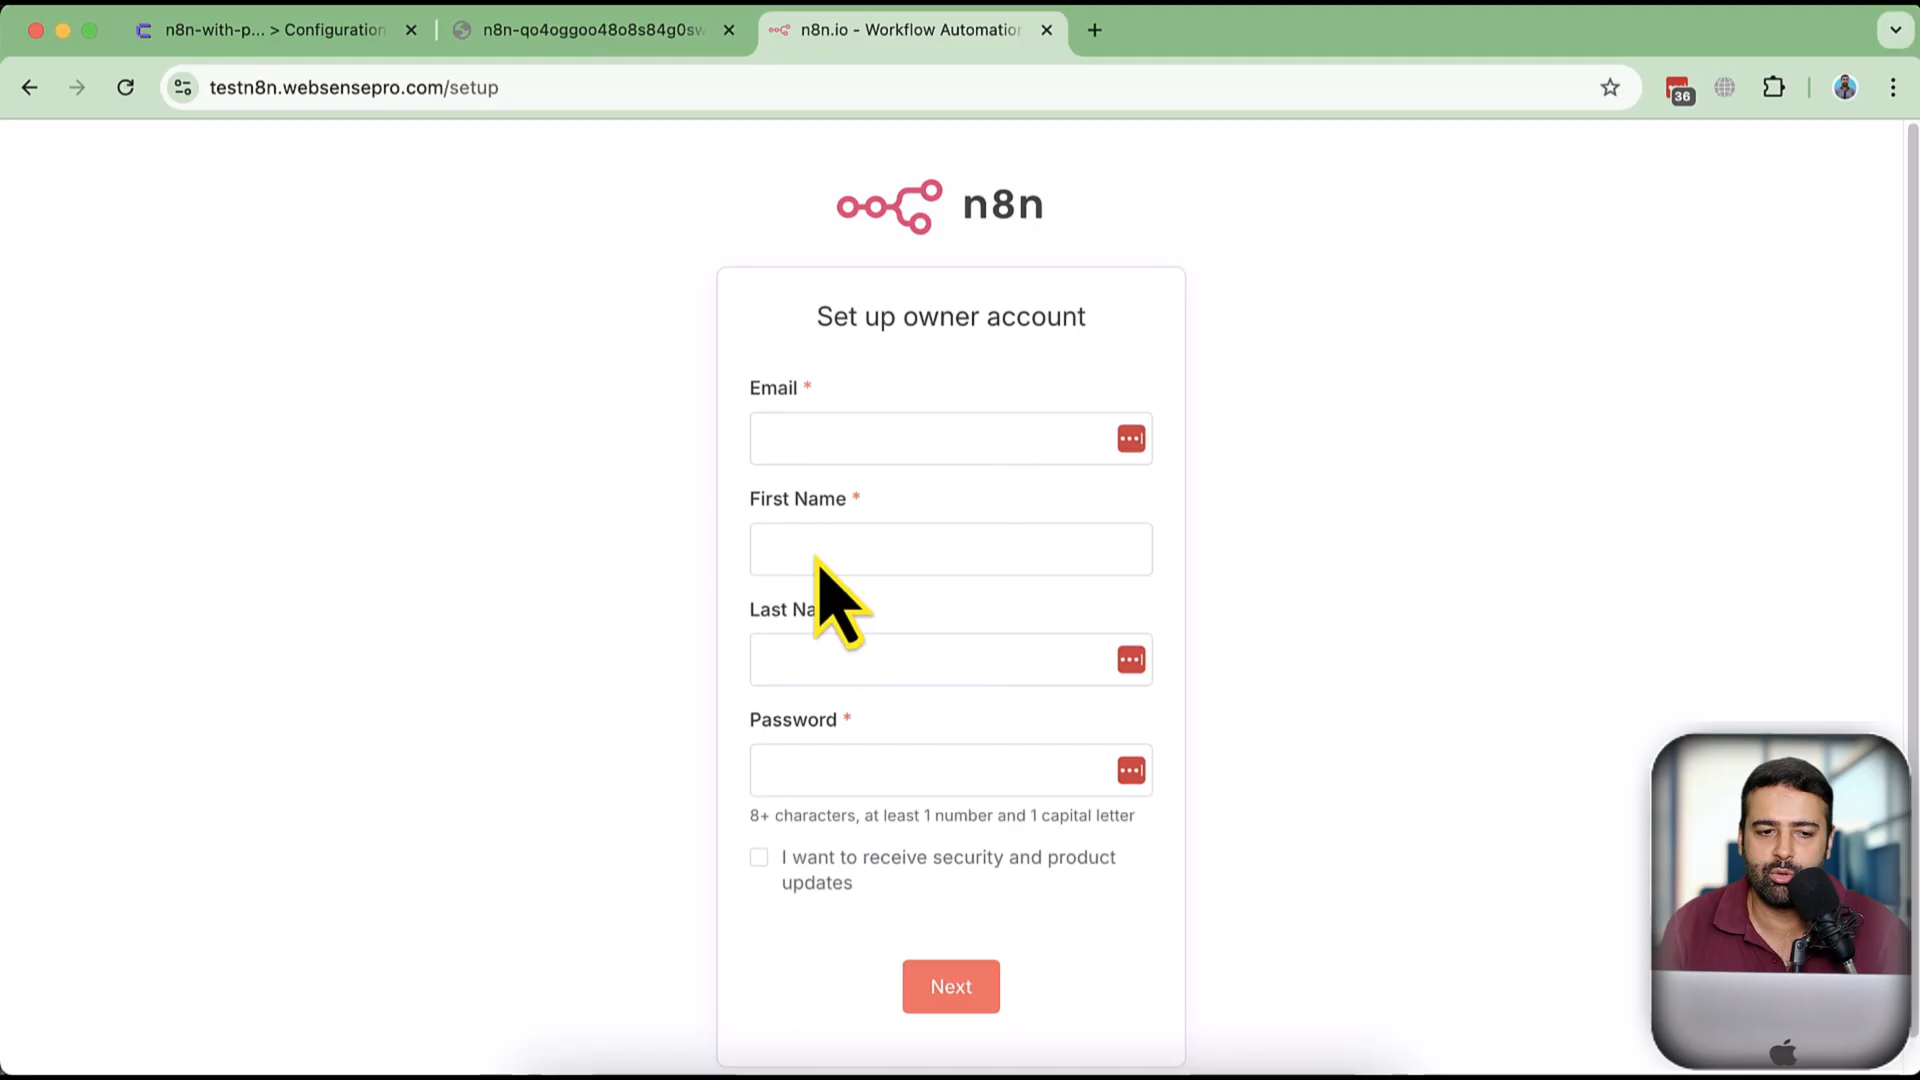 n8n-with-p... > Configuration
n8n-qo4oggoo48o8s84g0sw
n8n.io - Workflow Automation
testn8n.websensepro.com/setup
36
n8n
Set up owner account
Email *
First Name *
Last Na
Password *
8+ characters, at least 1 number and 1 capital letter
I want to receive security and product
updates
Next